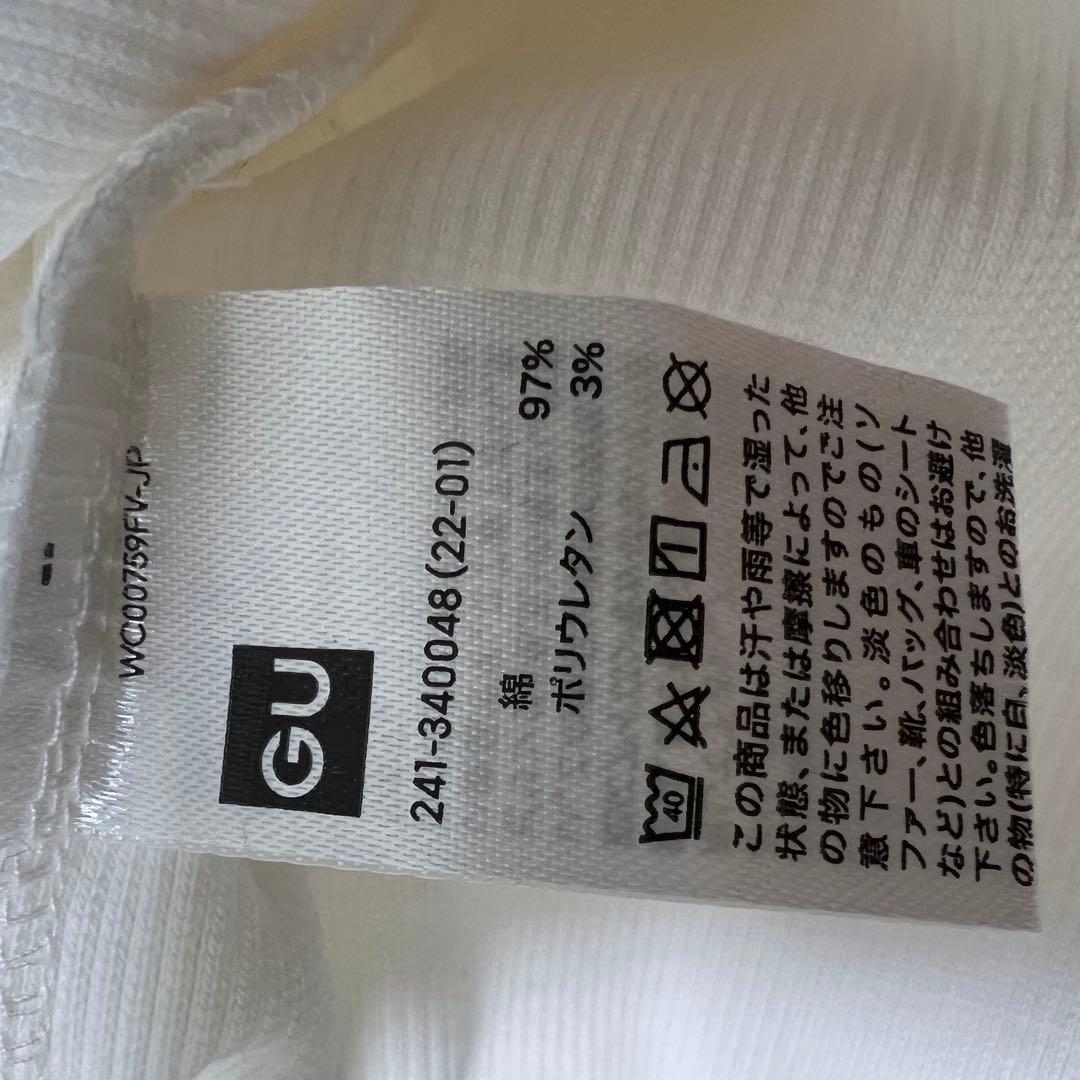 WC00759FV-JP
GU
241-340048(22-01)
綿 97%
ポリウレタン 3%
40
この商品は汗や雨等で湿った
状態、または摩擦によって、他
の物に色移りしますのでご注
意下さい。淡色のもの(ソ
ファー、靴、バッグ、車のシート
など)との組み合わせはお避け
下さい。色落ちしますので、他
の物(特に白、淡色)とのお洗濯